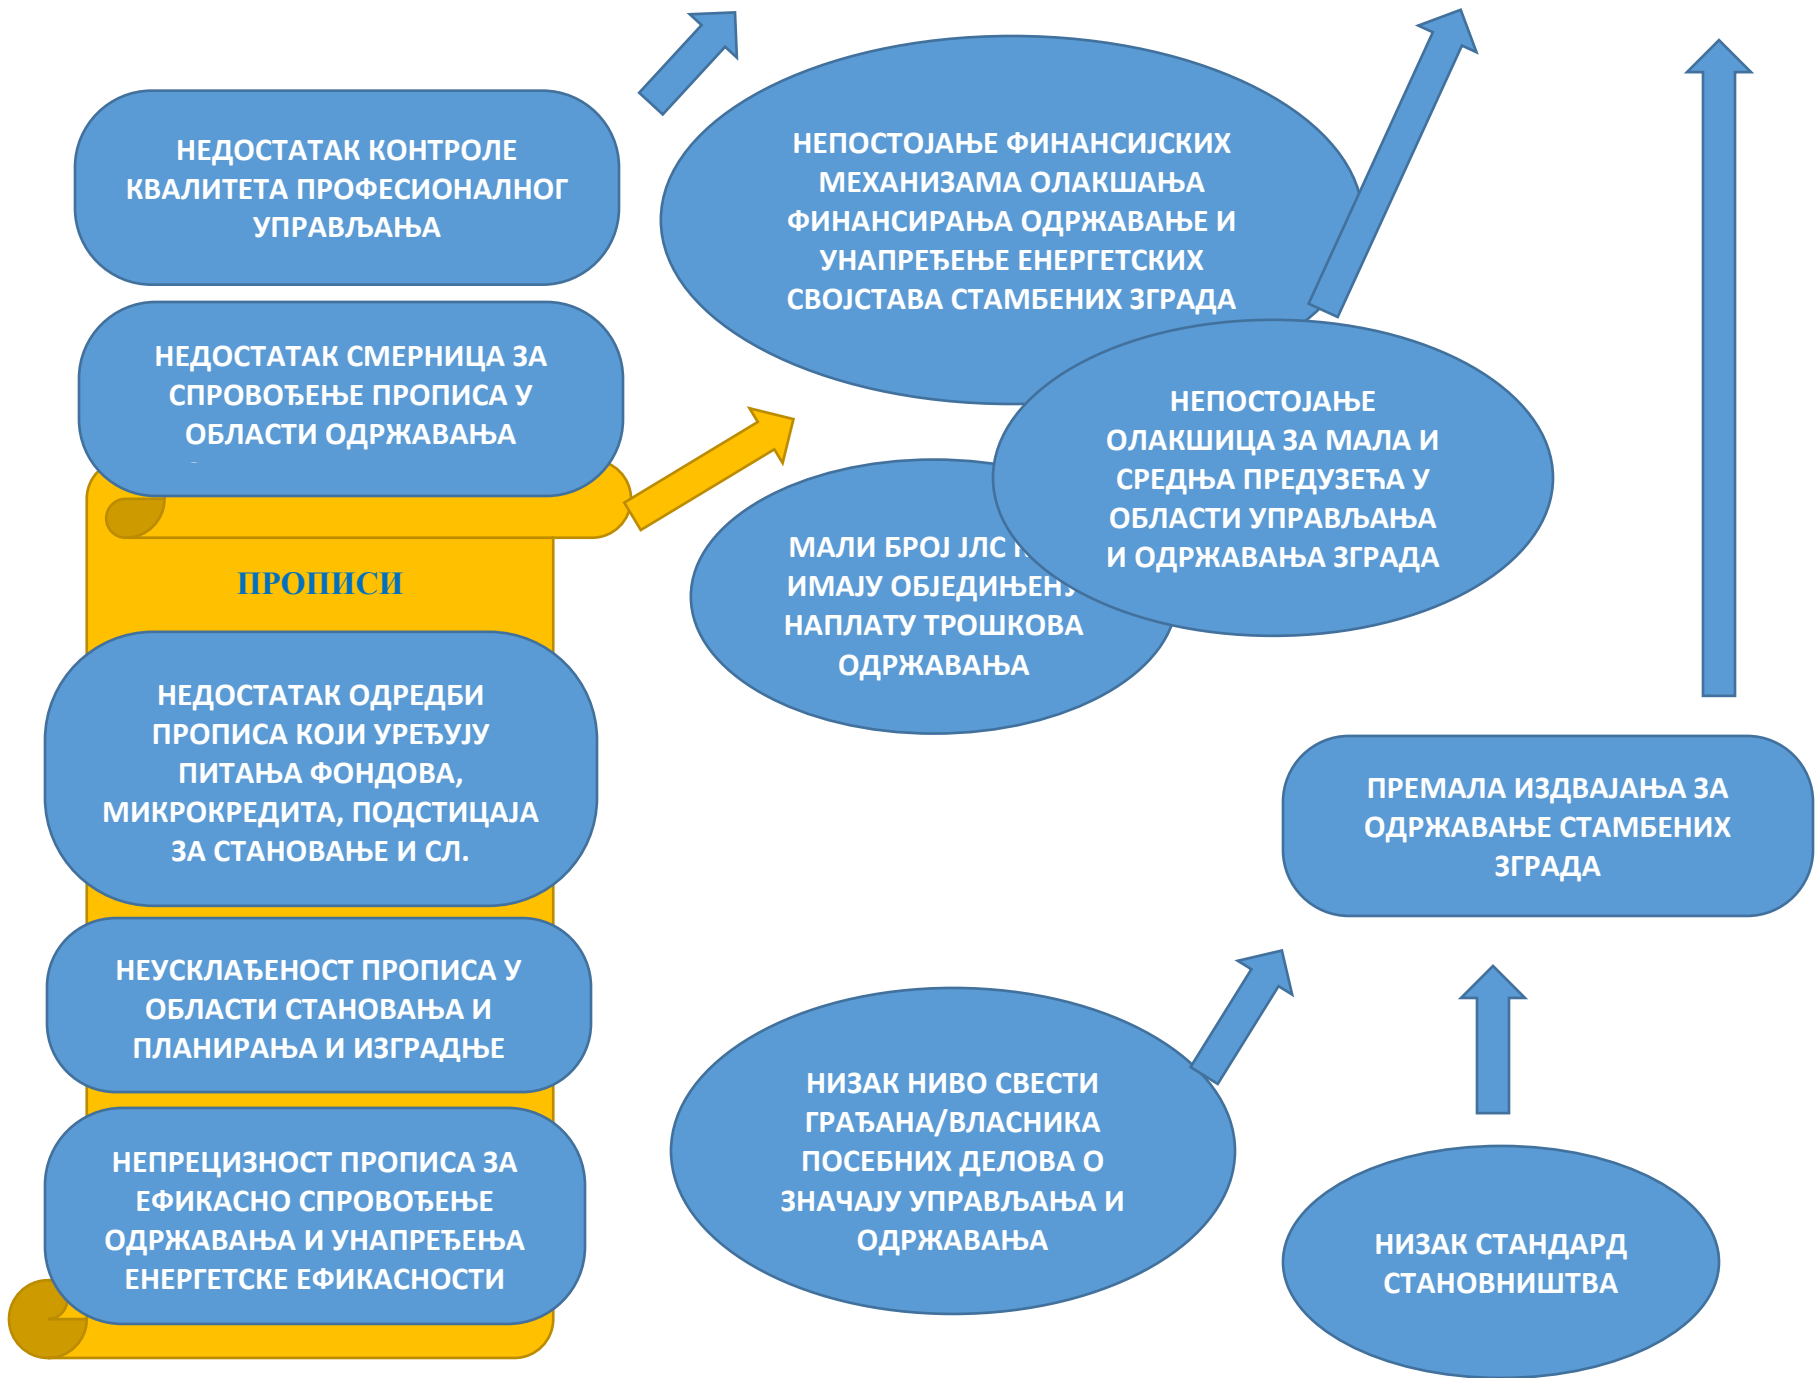 НЕДОСТАТАК КОНТРОЛЕ
КВАЛИТЕТА ПРОФЕСИОНАЛНОГ
УПРАВЉАЊА
НЕДОСТАТАК СМЕРНИЦА ЗА
СПРОВОЂЕЊЕ ПРОПИСА У
ОБЛАСТИ ОДРЖАВАЊА
ПРОПИСИ
НЕДОСТАТАК ОДРЕДБИ
ПРОПИСА КОЈИ УРЕЂУЈУ
ПИТАЊА ФОНДОВА,
МИКРОКРЕДИТА, ПОДСТИЦАЈА
ЗА СТАНОВАЊЕ И СЛ.
НЕУСКЛАЂЕНОСТ ПРОПИСА У
ОБЛАСТИ СТАНОВАЊА И
ПЛАНИРАЊА И ИЗГРАДЊЕ
НЕПРЕЦИЗНОСТ ПРОПИСА ЗА
ЕФИКАСНО СПРОВОЂЕЊЕ
ОДРЖАВАЊА И УНАПРЕЂЕЊА
ЕНЕРГЕТСКЕ ЕФИКАСНОСТИ
НЕПОСТОЈАЊЕ ФИНАНСИЈСКИХ
МЕХАНИЗАМА ОЛАКШАЊА
ФИНАНСИРАЊА ОДРЖАВАЊЕ И
УНАПРЕЂЕЊЕ ЕНЕРГЕТСКИХ
СВОЈСТАВА СТАМБЕНИХ ЗГРАДА
НЕПОСТОЈАЊЕ
ОЛАКШИЦА ЗА МАЛА И
СРЕДЊА ПРЕДУЗЕЋА У
ОБЛАСТИ УПРАВЉАЊА
И ОДРЖАВАЊА ЗГРАДА
МАЛИ БРОЈ ЈЛС
ИМАЈУ ОБЈЕДИЊЕНУ
НАПЛАТУ ТРОШКОВА
ОДРЖАВАЊА
ПРЕМАЛА ИЗДВАЈАЊА ЗА
ОДРЖАВАЊЕ СТАМБЕНИХ
ЗГРАДА
НИЗАК НИВО СВЕСТИ
ГРАЂАНА/ВЛАСНИКА
ПОСЕБНИХ ДЕЛОВА О
ЗНАЧАЈУ УПРАВЉАЊА И
ОДРЖАВАЊА
НИЗАК СТАНДАРД
СТАНОВНИШТВА